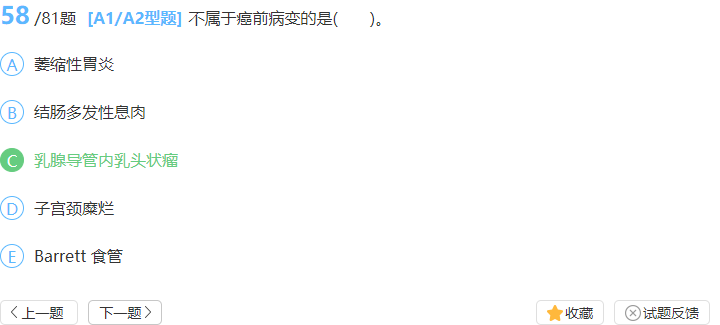 58 /81题 [A1/A2型题] 不属于癌前病变的是(  )。
A 萎缩性胃炎
B 结肠多发性息肉
C 乳腺导管内乳头状瘤
D 子宫颈糜烂
E Barrett 食管
上一题 下一题 收藏 试题反馈